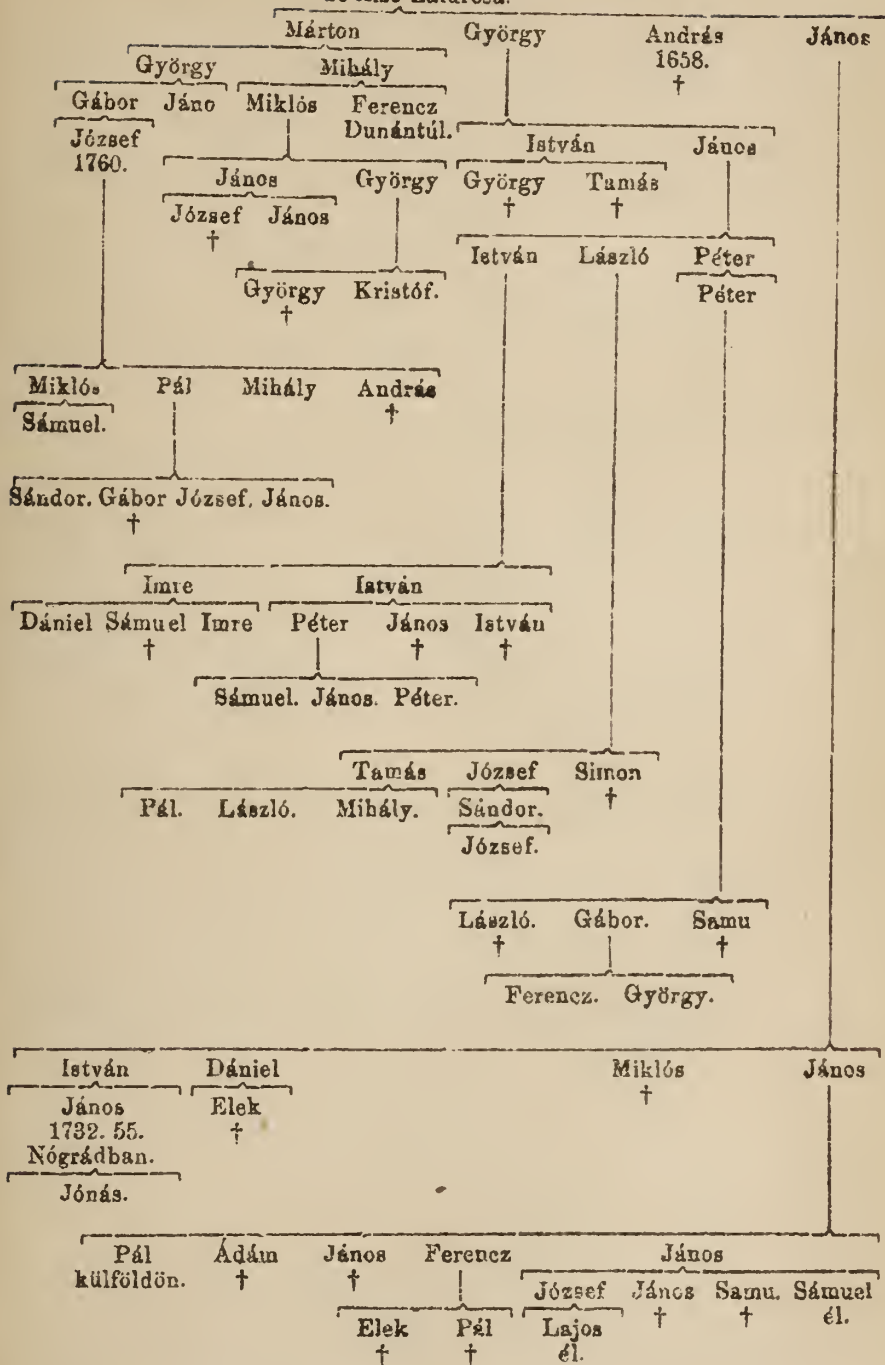 Márton György András János
1658.
†
György Mihály
Gábor Jáno Miklós Ferencz
Dunántúl.
József
1760.
István János
János György György Tamás
† †
József János
†
István László Péter
György Kristóf. Péter
†
Miklós Pál Mihály András
†
Sámuel.
Sándor. Gábor József, János.
†
Imre István
Dániel Sámuel Imre Péter János István
† † †
Sámuel. János. Péter.
Tamás József Simon
†
Pál. László. Mihály. Sándor.
József.
László. Gábor. Samu
† †
Ferencz. György.
István Dániel Miklós János
†
János Elek
1732. 55. †
Nógrádban.
Jónás.
Pál Ádám János Ferencz János
külföldön. † †
József János Samu. Sámuel
† † él.
Elek Pál Lajos
† † él.